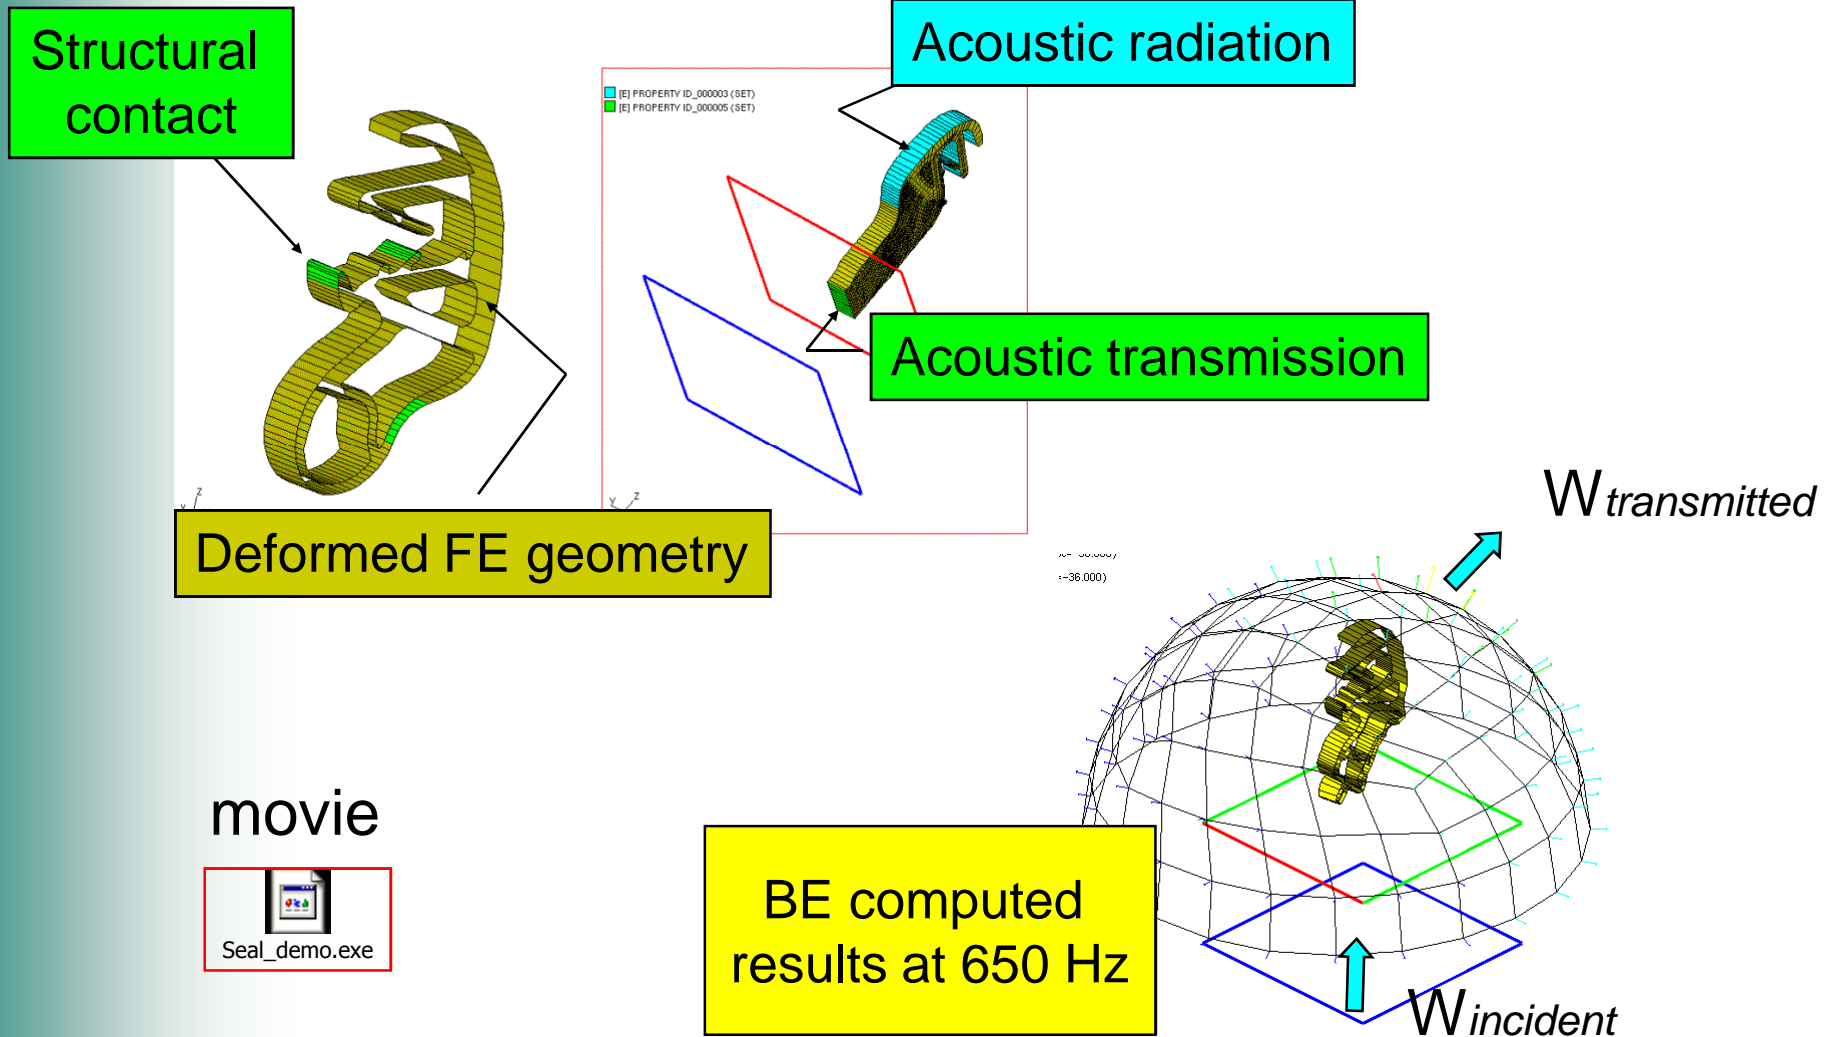 Structural
contact
Acoustic radiation
[E] PROPERTY ID_000003 (SET)
[E] PROPERTY ID_000005 (SET)
Acoustic transmission
Z
Y Z
Deformed FE geometry
W transmitted
=-36.000)
movie
Seal_demo.exe
BE computed
results at 650 Hz
W incident